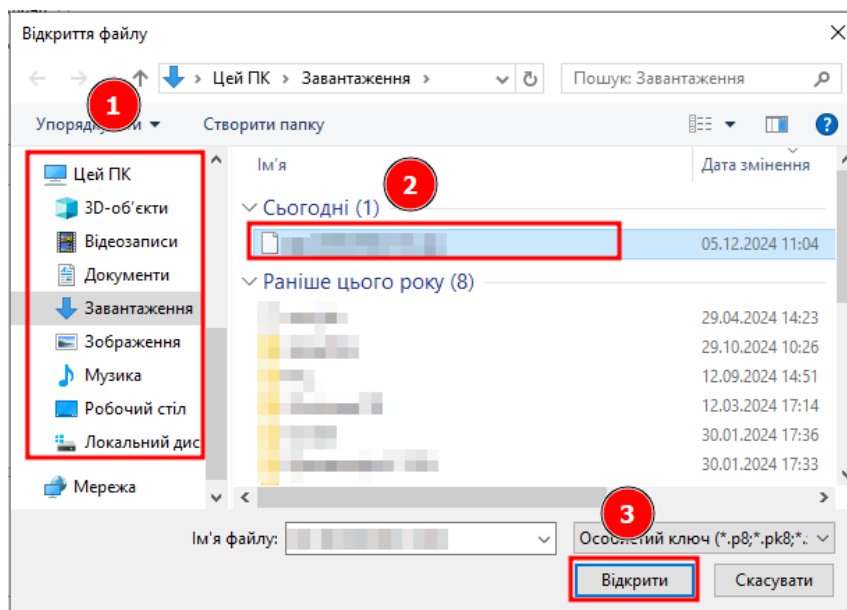 Відкриття файлу
Цей ПК › Завантаження ›
Пошук: Завантаження
1
Упорядкувати
Створити папку
Цей ПК
3D-об'єкти
Відеозаписи
Документи
Завантаження
Зображення
Музика
Робочий стіл
Локальний дис
Мережа
Ім'я
Дата змінення
2
Сьогодні (1)
05.12.2024 11:04
Раніше цього року (8)
29.04.2024 14:23
29.10.2024 10:26
12.09.2024 14:51
12.03.2024 17:14
30.01.2024 17:36
30.01.2024 17:33
Ім'я файлу:
3
Особистий ключ (*.p8;*.pk8;*.
Відкрити
Скасувати